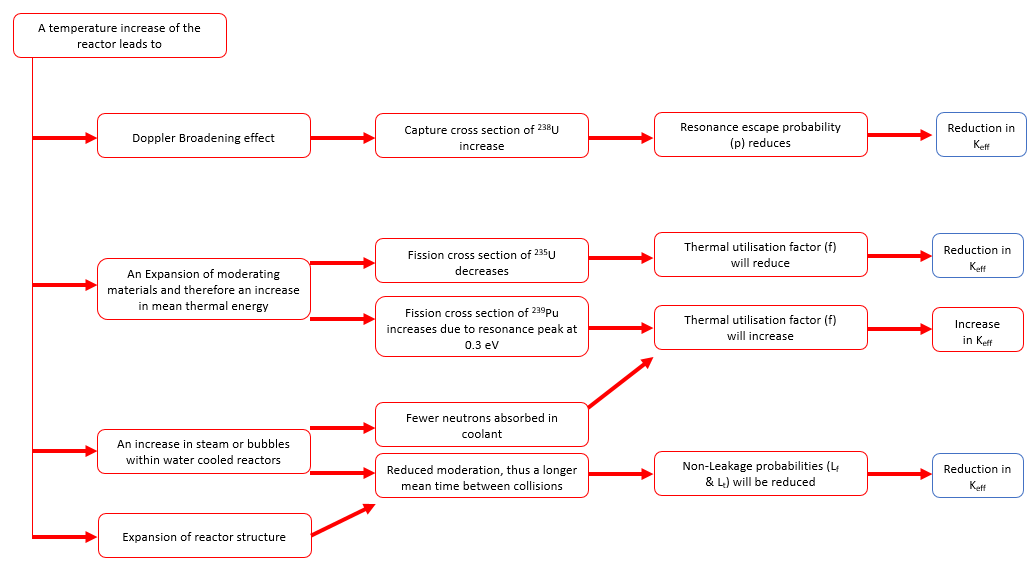 A temperature increase of the
reactor leads to
Doppler Broadening effect
Capture cross section of ²³⁸U
increase
Resonance escape probability
(p) reduces
Reduction in
Keff
An Expansion of moderating
materials and therefore an increase
in mean thermal energy
Fission cross section of ²³⁵U
decreases
Thermal utilisation factor (f)
will reduce
Reduction in
Keff
Fission cross section of ²³⁹Pu
increases due to resonance peak at
0.3 eV
Thermal utilisation factor (f)
will increase
Increase
in Keff
An increase in steam or bubbles
within water cooled reactors
Fewer neutrons absorbed in
coolant
Reduced moderation, thus a longer
mean time between collisions
Non-Leakage probabilities (Lf
& Lt) will be reduced
Reduction in
Keff
Expansion of reactor structure